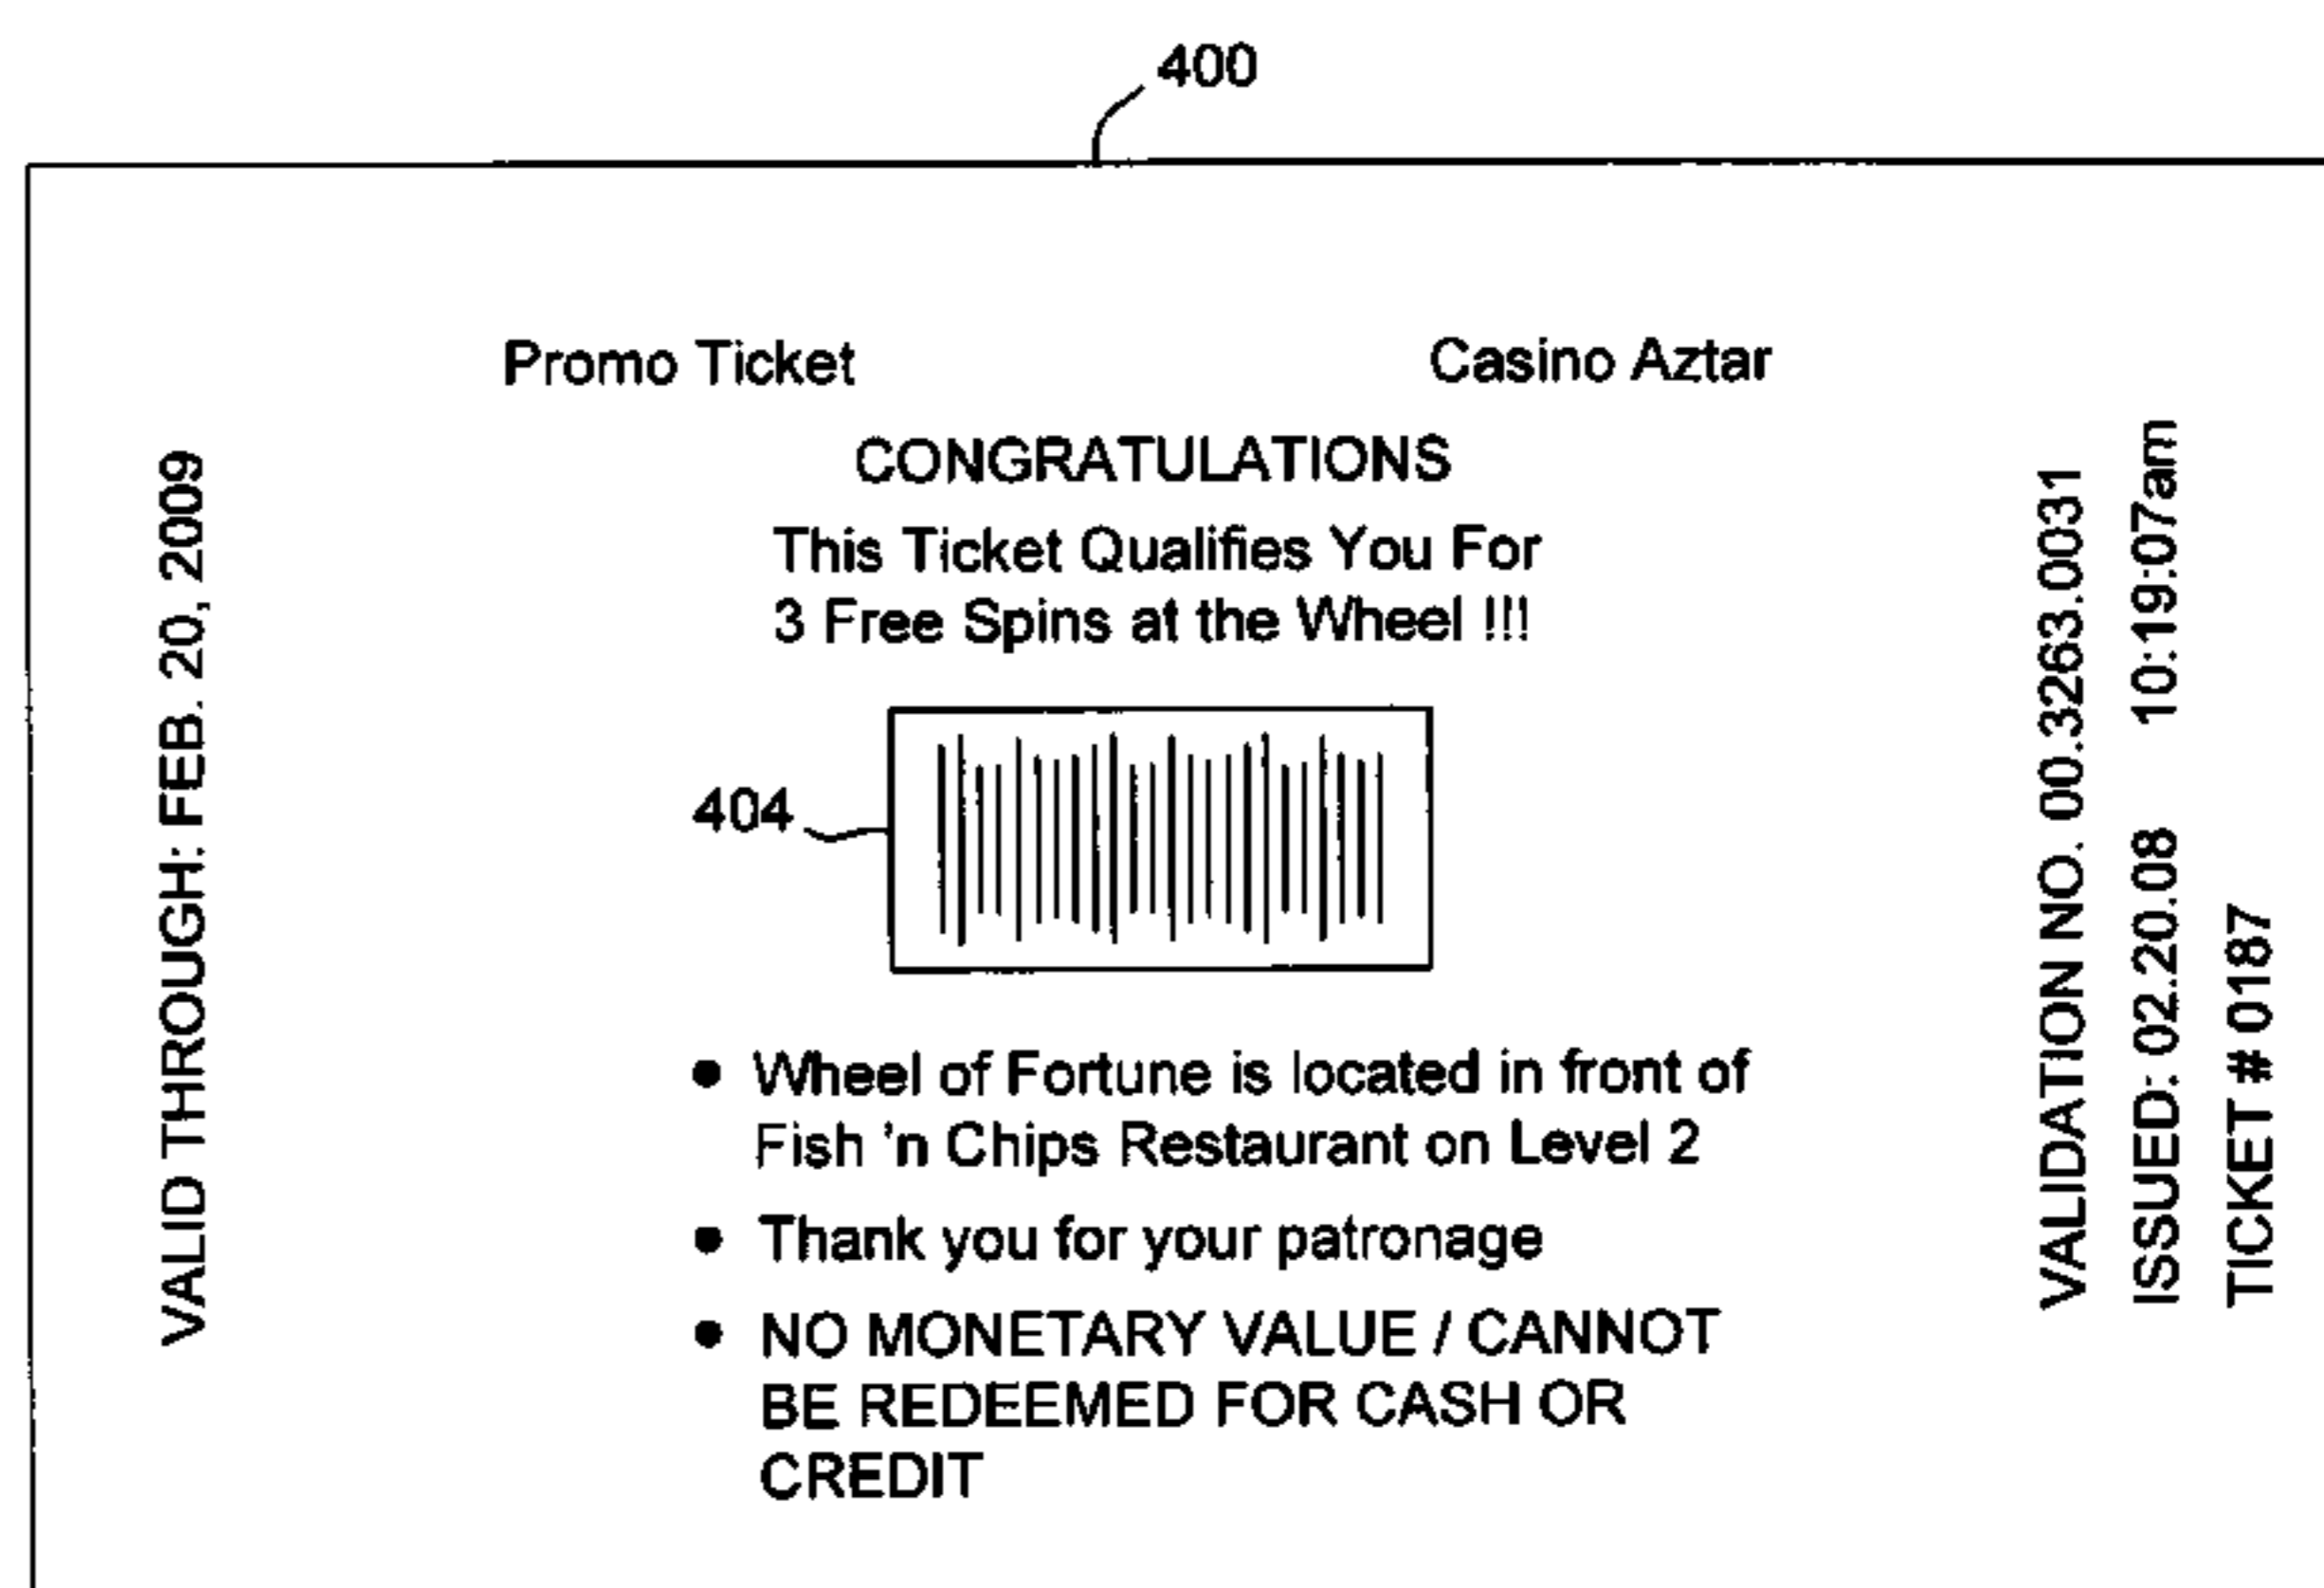 400
Promo Ticket Casino Aztar
CONGRATULATIONS
This Ticket Qualifies You For
3 Free Spins at the Wheel !!!
404
● Wheel of Fortune is located in front of
Fish 'n Chips Restaurant on Level 2
● Thank you for your patronage
● NO MONETARY VALUE / CANNOT
BE REDEEMED FOR CASH OR
CREDIT
VALID THROUGH: FEB. 20, 2009
VALIDATION NO. 00.3263.0031
ISSUED: 02.20.08 10:19:07am
TICKET # 0187